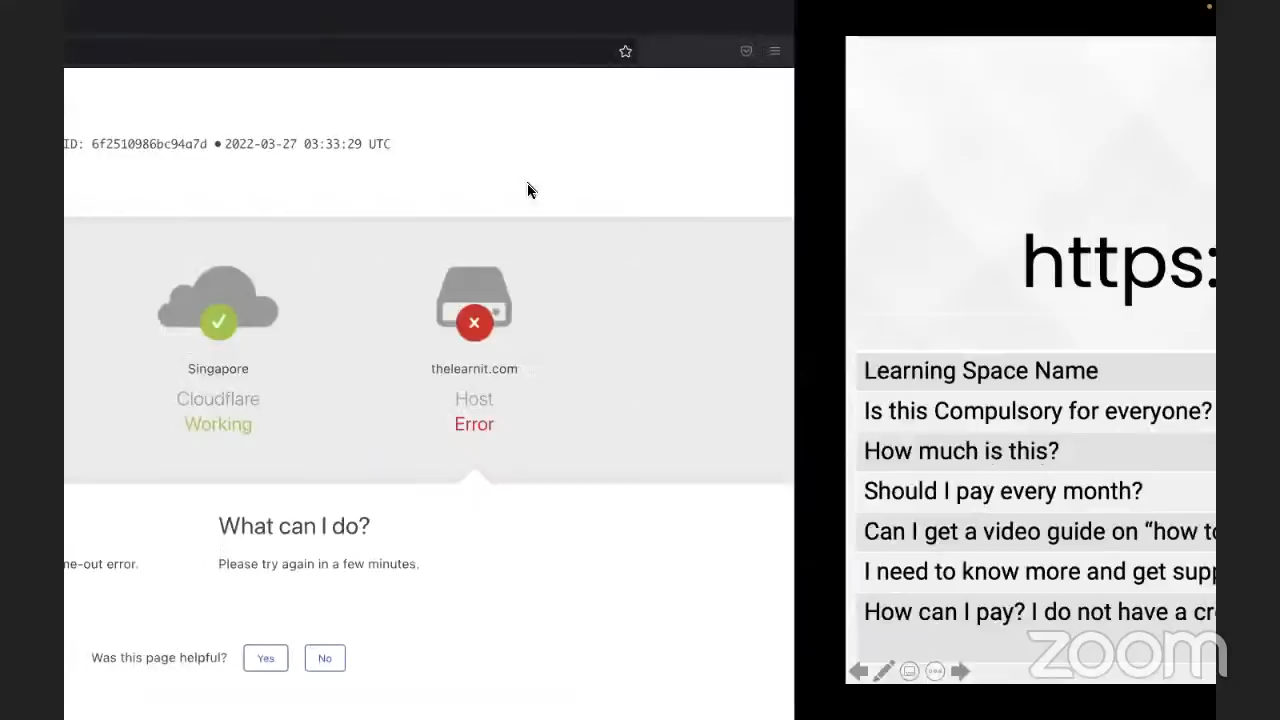 ID: 6f2510986bc94a7d • 2022-03-27 03:33:29 UTC
Singapore
Cloudflare
Working
thelearnit.com
Host
Error
What can I do?
me-out error.
Please try again in a few minutes.
Was this page helpful? Yes No
https:
Learning Space Name
Is this Compulsory for everyone?
How much is this?
Should I pay every month?
Can I get a video guide on “how to
I need to know more and get supp
How can I pay? I do not have a cr
zoom